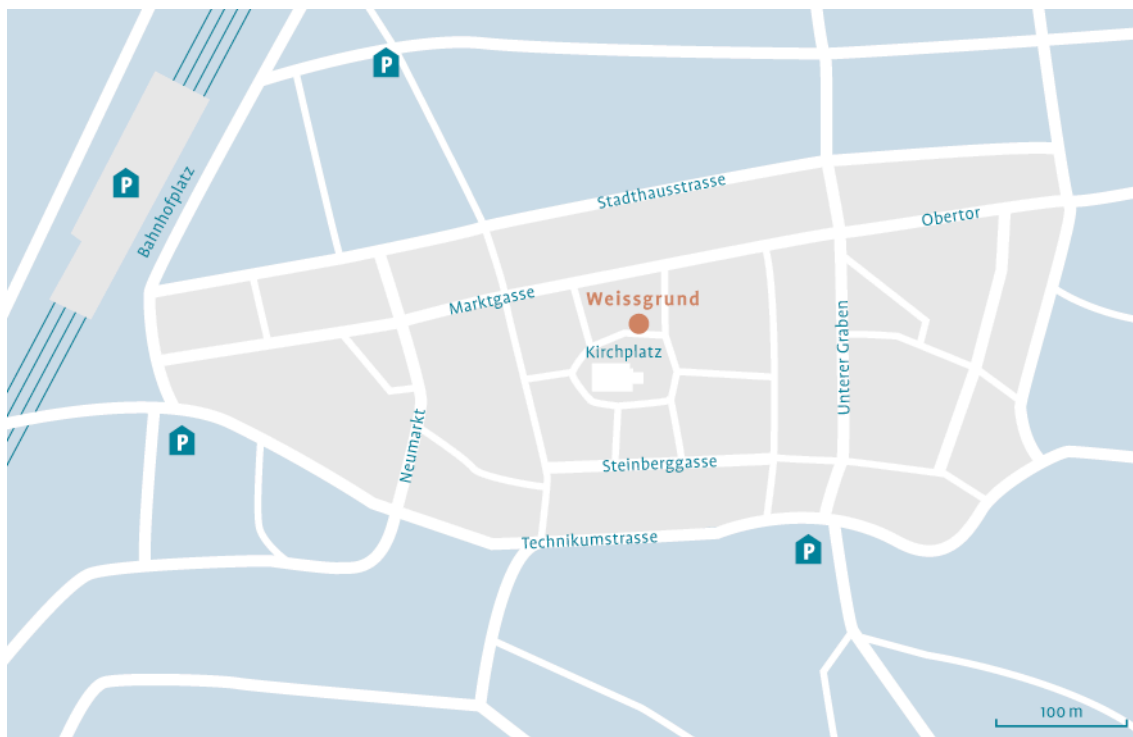 P
P
Bahnhofplatz
Stadthausstrasse
Obertor
Marktgasse
Weissgrund
Kirchplatz
Unterer Graben
Neumarkt
P
Steinberggasse
Technikumstrasse
P
100 m